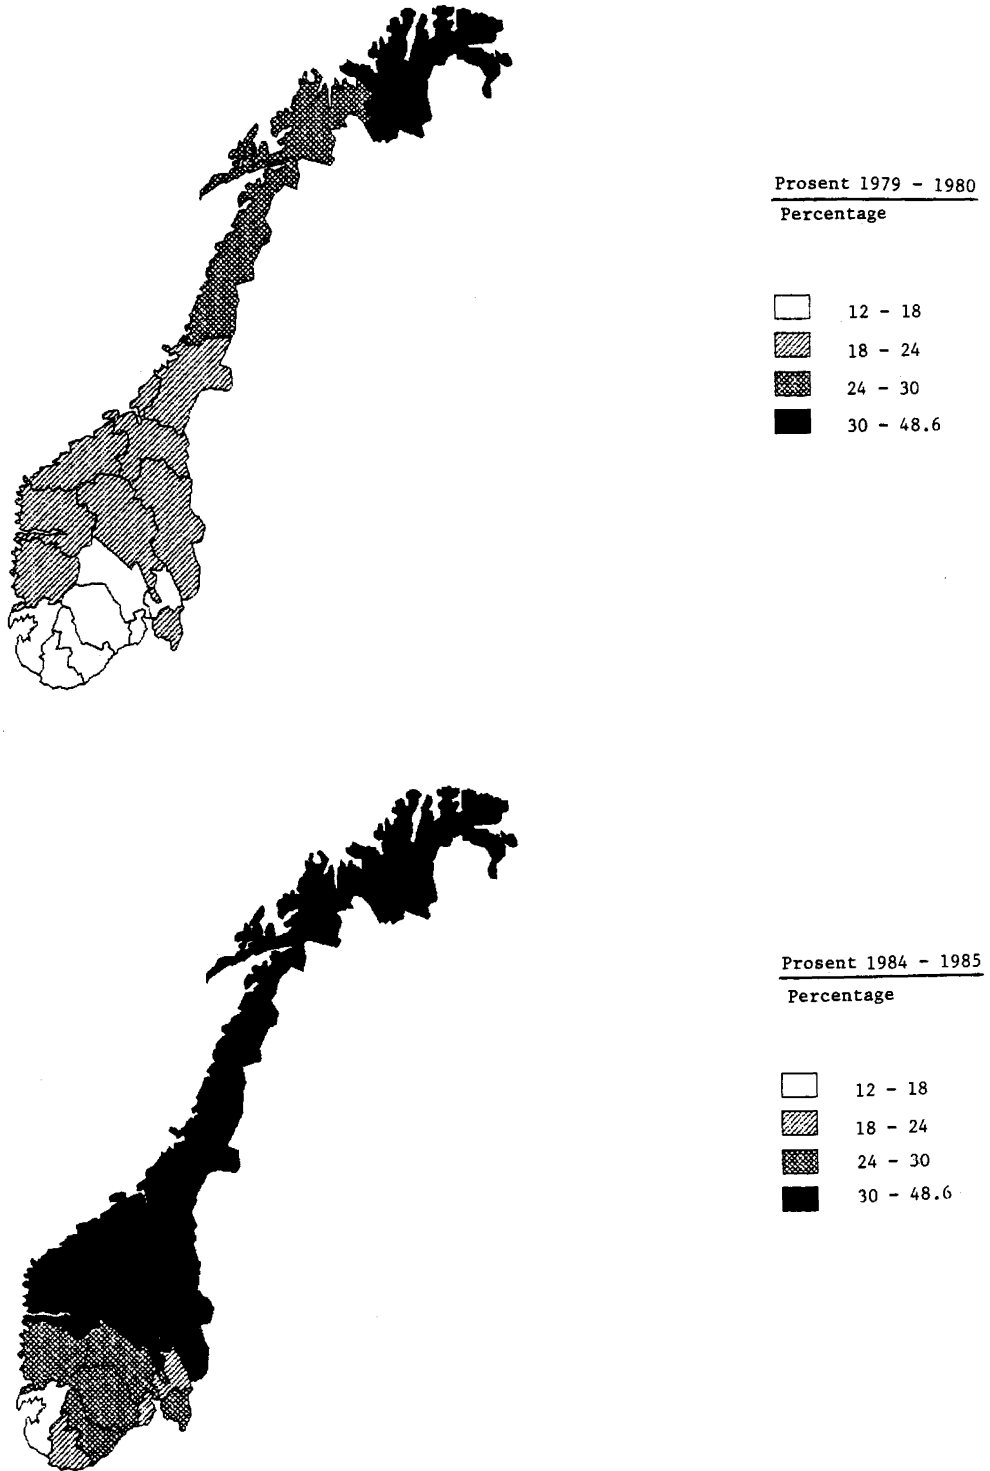 Prosent 1979 - 1980
Percentage
12 - 18
18 - 24
24 - 30
30 - 48.6
Prosent 1984 - 1985
Percentage
12 - 18
18 - 24
24 - 30
30 - 48.6